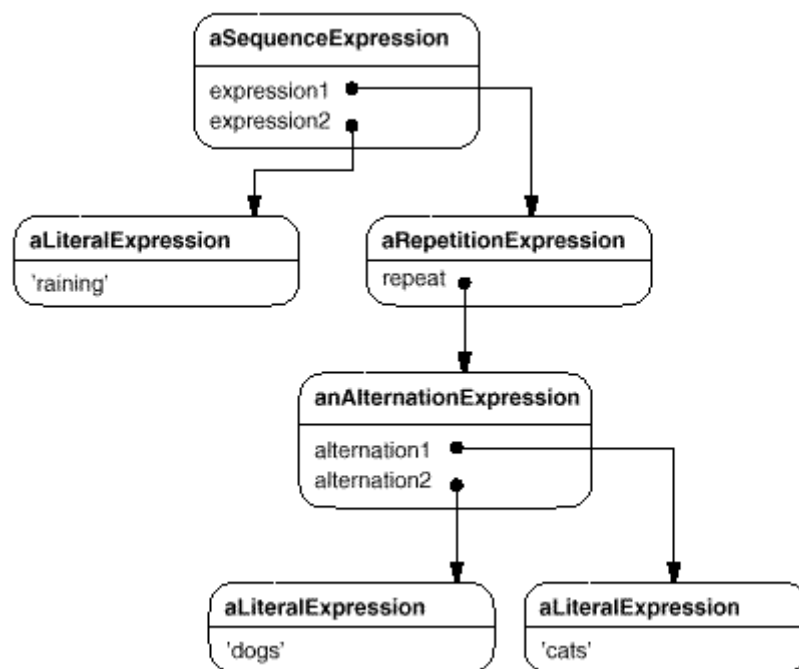 aSequenceExpression
expression1
expression2
aLiteralExpression
'raining'
aRepetitionExpression
repeat
anAlternationExpression
alternation1
alternation2
aLiteralExpression
'dogs'
aLiteralExpression
'cats'